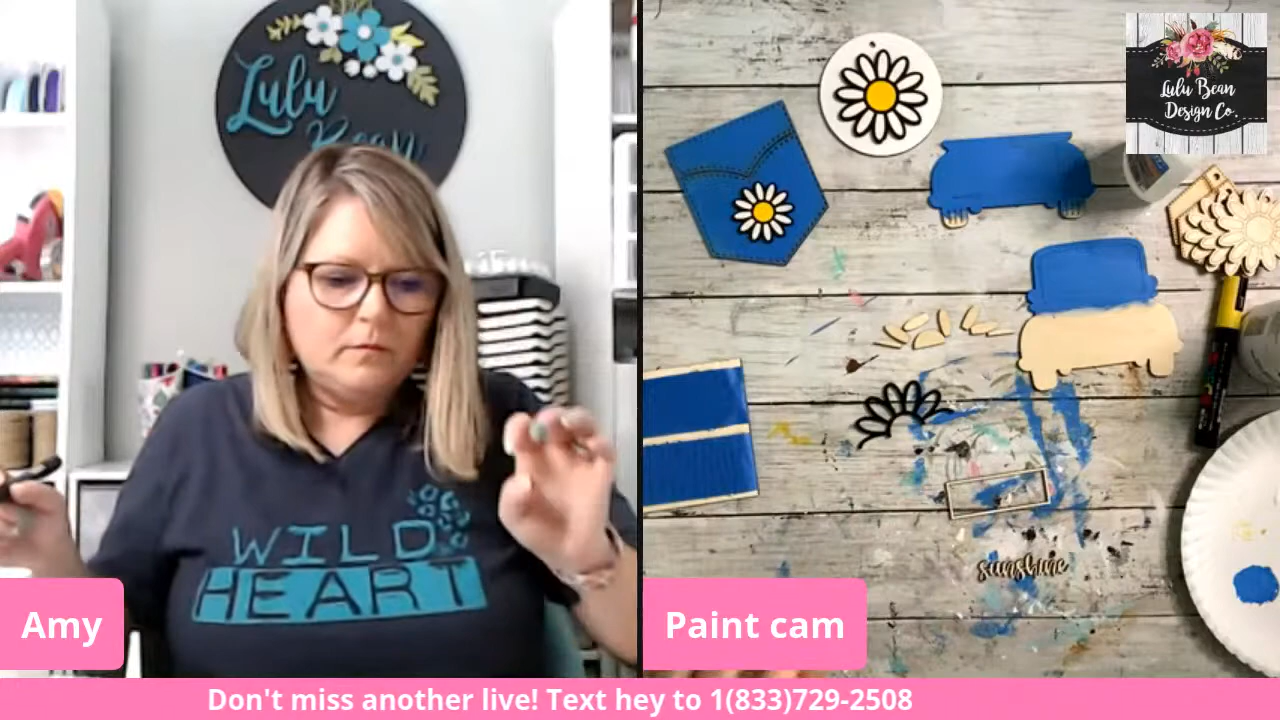 Lulu
Bean
WILD
HEART
Amy
Lulu Bean
Design Co.
sunshine
Paint cam
Don't miss another live! Text hey to 1(833)729-2508